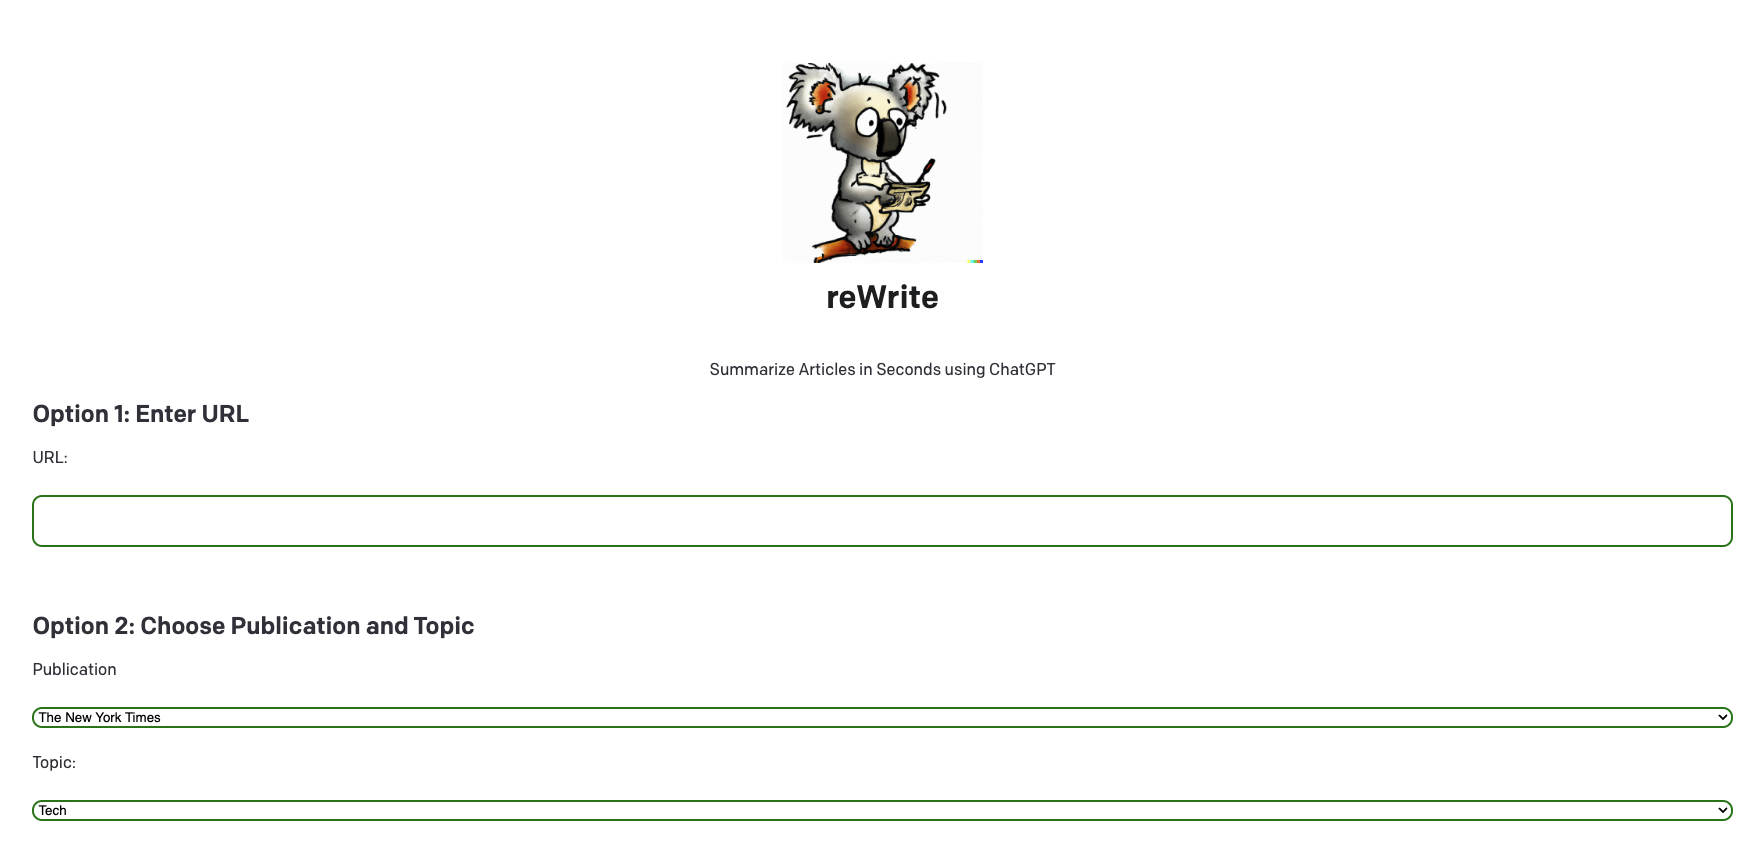 reWrite
Summarize Articles in Seconds using ChatGPT
Option 1: Enter URL
URL:
Option 2: Choose Publication and Topic
Publication
The New York Times
Topic:
Tech